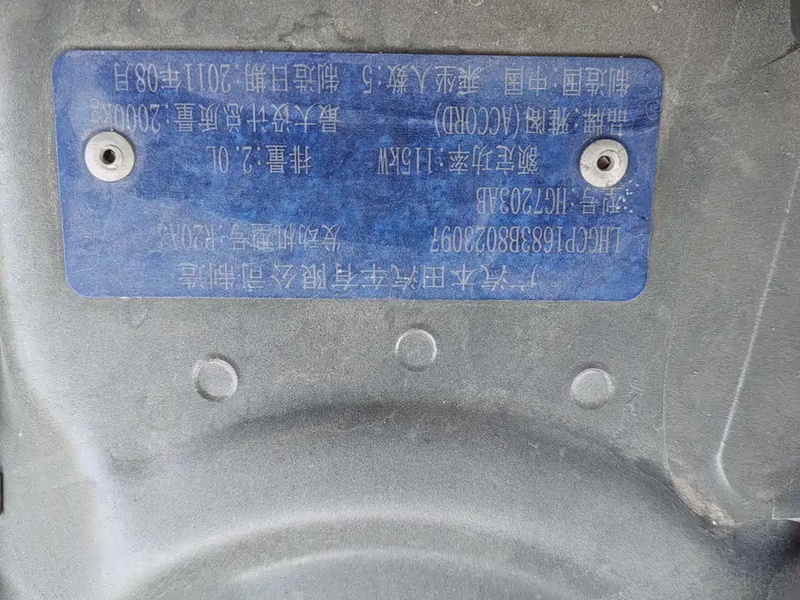 广汽本田汽车有限公司制造
LHGCP1683B8023097 发动机型号:R20A3
型号:HG7203AB
额定功率:115kW 排量:2.0L
品牌:雅阁(ACCORD) 最大设计总质量:2000kg
制造国:中国 乘坐人数:5 制造日期:2011年08月